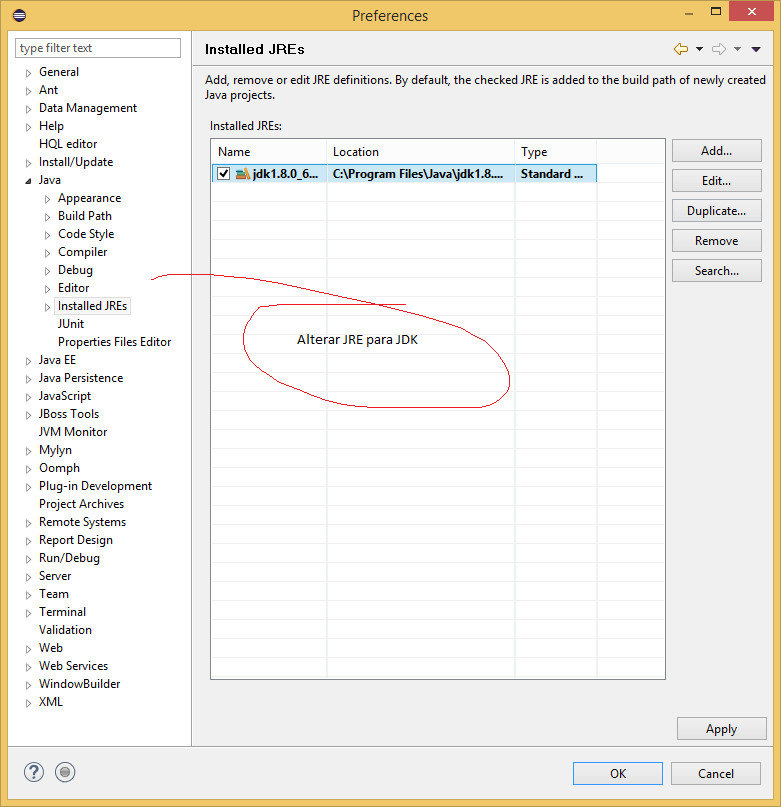 Preferences
type filter text
General
Ant
Data Management
Help
HQL editor
Install/Update
Java
Appearance
Build Path
Code Style
Compiler
Debug
Editor
Installed JREs
JUnit
Properties Files Editor
Java EE
Java Persistence
JavaScript
JBoss Tools
JVM Monitor
Mylyn
Oomph
Plug-in Development
Project Archives
Remote Systems
Report Design
Run/Debug
Server
Team
Terminal
Validation
Web
Web Services
WindowBuilder
XML
Installed JREs
Add, remove or edit JRE definitions. By default, the checked JRE is added to the build path of newly created
Java projects.
Installed JREs:
Name Location Type
jdk1.8.0_6... C:\Program Files\Java\jdk1.8.... Standard ...
Alterar JRE para JDK
Add...
Edit...
Duplicate...
Remove
Search...
Apply
?
OK Cancel